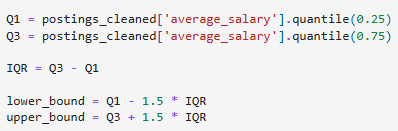 Q1 = postings_cleaned['average_salary'].quantile(0.25)
Q3 = postings_cleaned['average_salary'].quantile(0.75)
IQR = Q3 - Q1
lower_bound = Q1 - 1.5 * IQR
upper_bound = Q3 + 1.5 * IQR